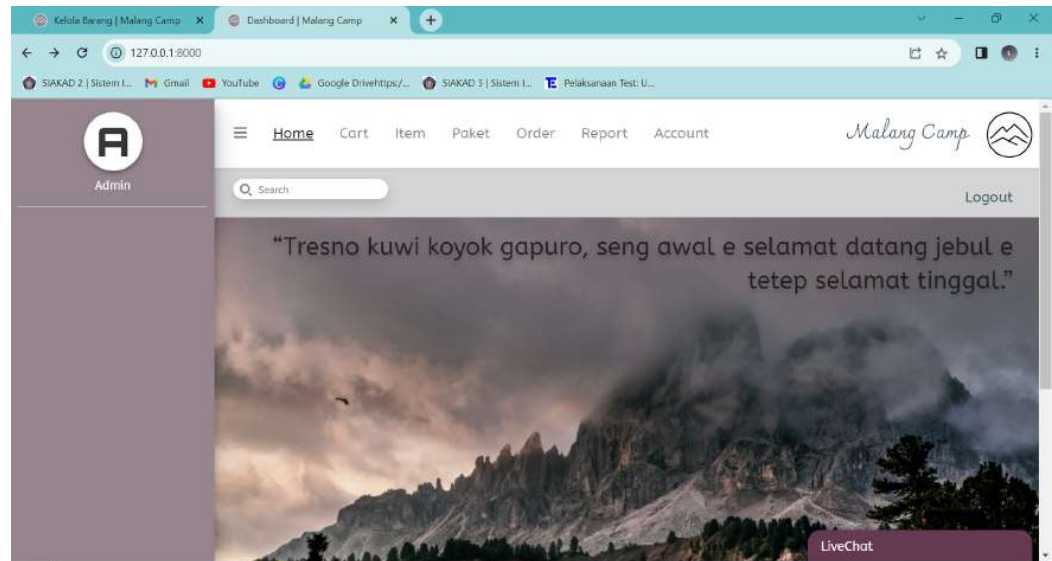 Kelola Barang | Malang Camp
Dashboard | Malang Camp
127.0.0.1:8000
SIAKAD 2 | Sistem I...
Gmail
YouTube
Google Drivehttps:/...
SIAKAD 3 | Sistem I...
Pelaksanaan Test: U...
A
Admin
Home Cart Item Paket Order Report Account
Malang Camp
Search
Logout
“Tresno kuwi koyok gapuro, seng awal e selamat datang jebul e
tetep selamat tinggal.”
LiveChat